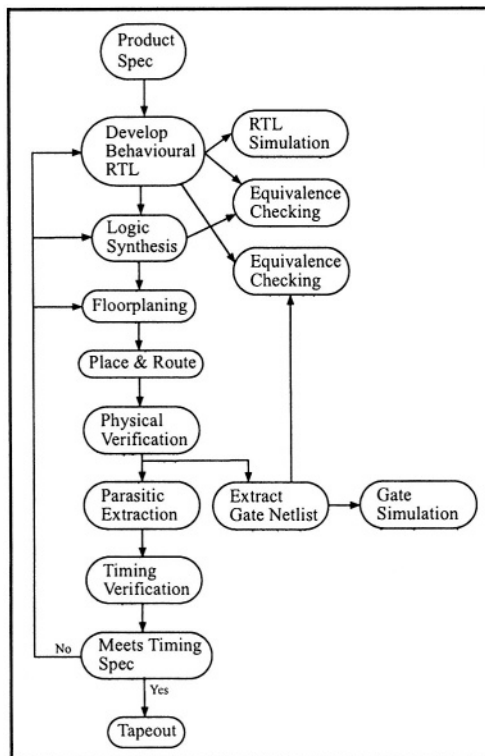 Product
Spec
Develop
Behavioural
RTL
RTL
Simulation
Equivalence
Checking
Logic
Synthesis
Equivalence
Checking
Floorplaning
Place & Route
Physical
Verification
Parasitic
Extraction
Extract
Gate Netlist
Gate
Simulation
Timing
Verification
No
Meets Timing
Spec
Yes
Tapeout